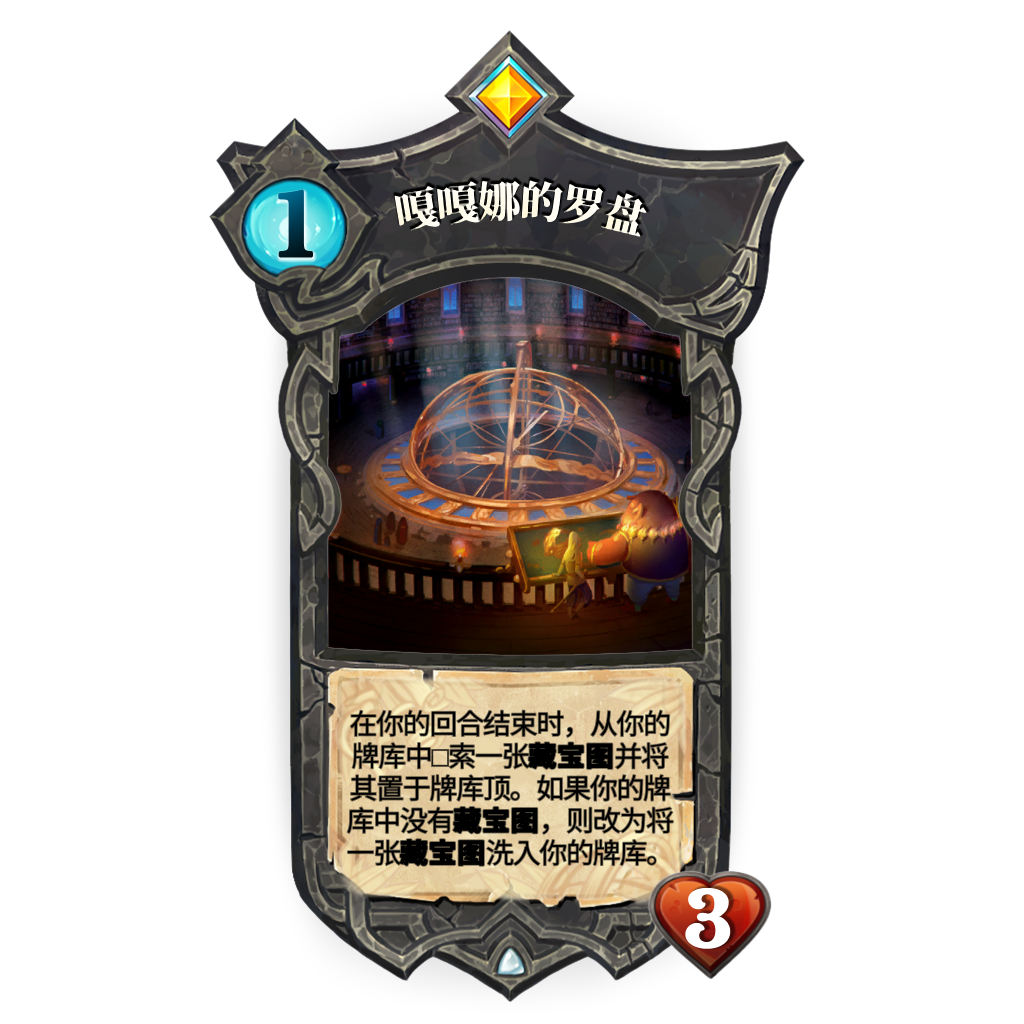 1
嘎嘎娜的罗盘
在你的回合结束时，从你的
牌库中□索一张藏宝图并将
其置于牌库顶。如果你的牌
库中没有藏宝图，则改为将
一张藏宝图洗入你的牌库。
3